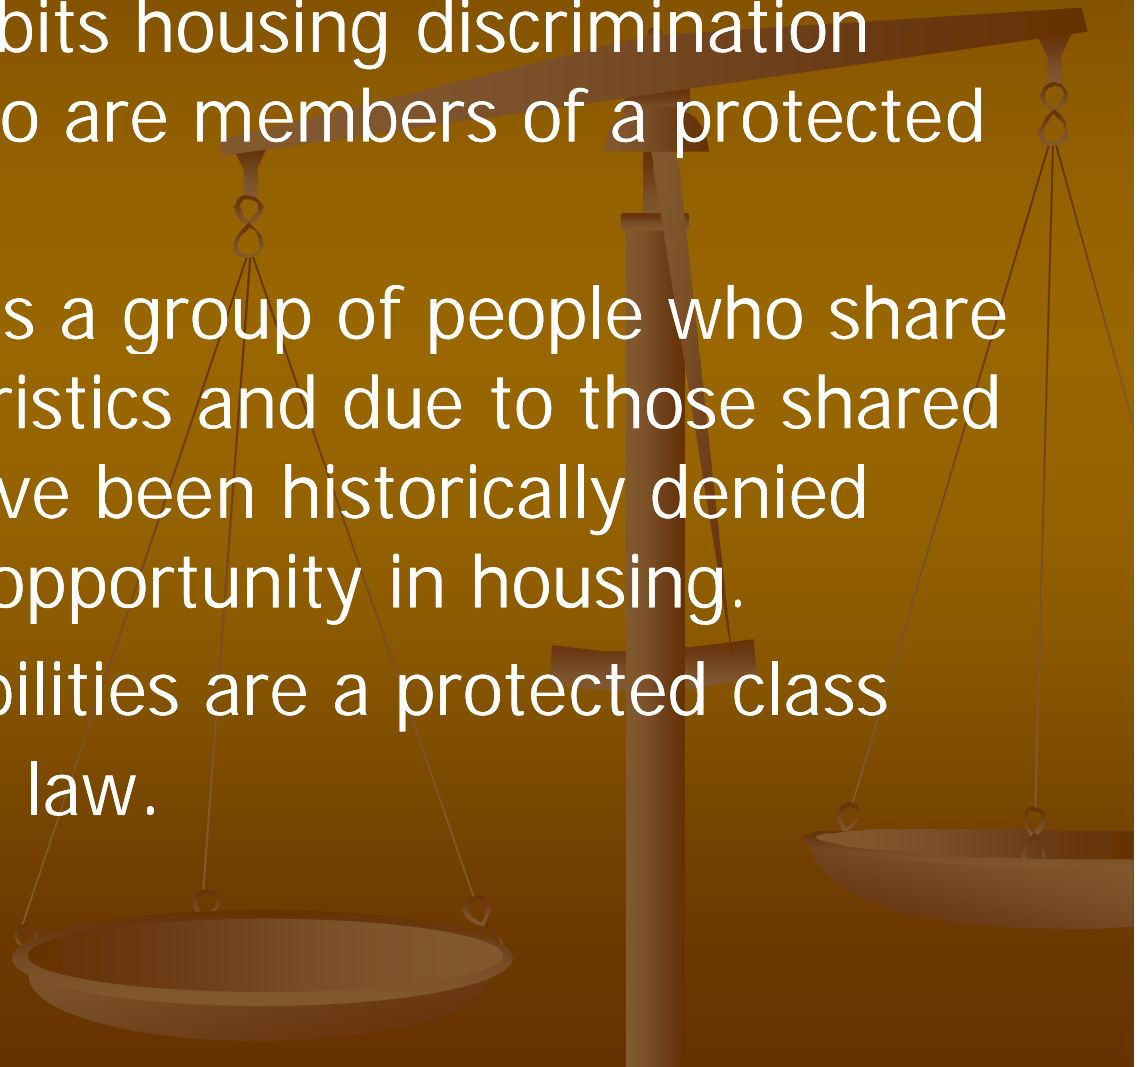 bits housing discrimination
o are members of a protected
s a group of people who share
ristics and due to those shared
ve been historically denied
opportunity in housing.
bilities are a protected class
law.